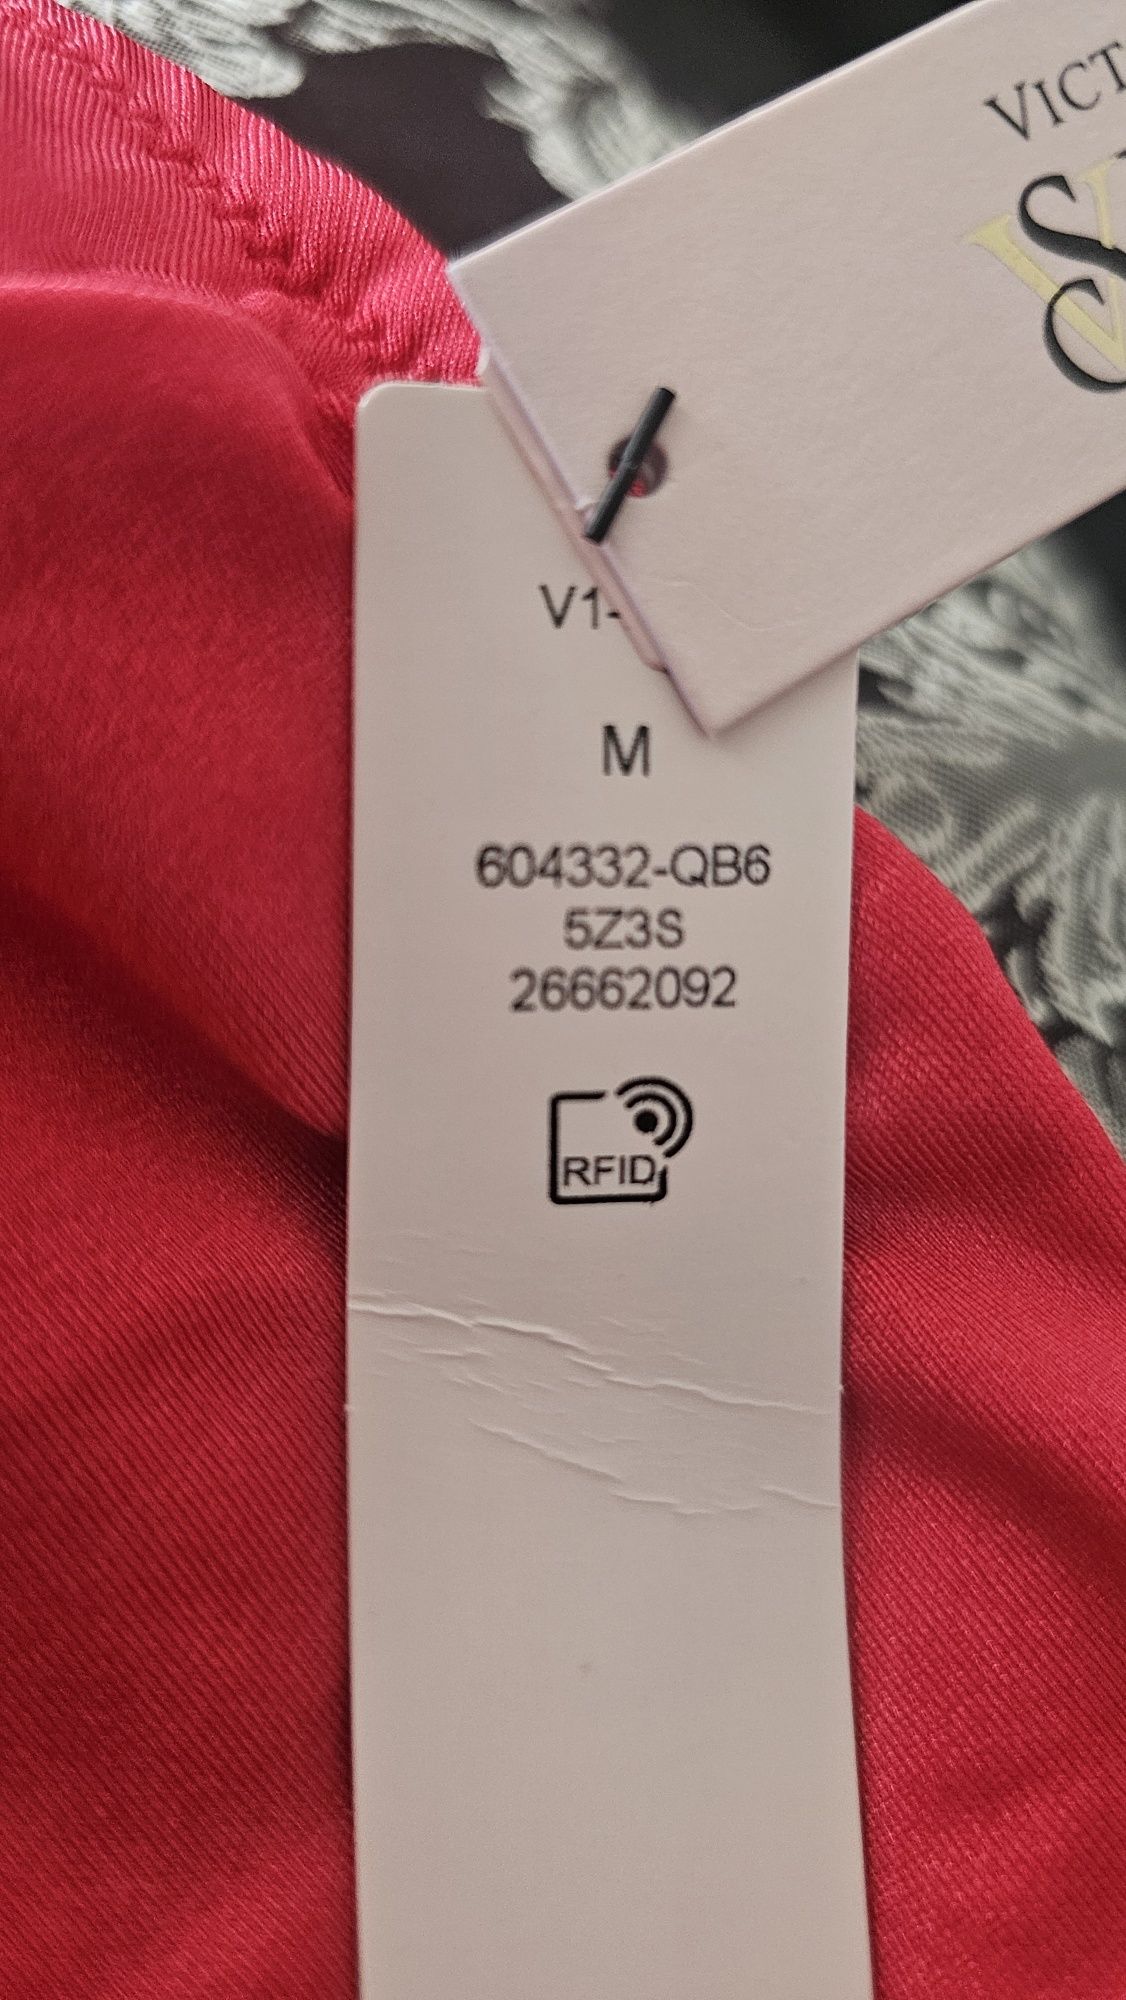 VICT
V1-
M
604332-QB6
5Z3S
26662092
RFID